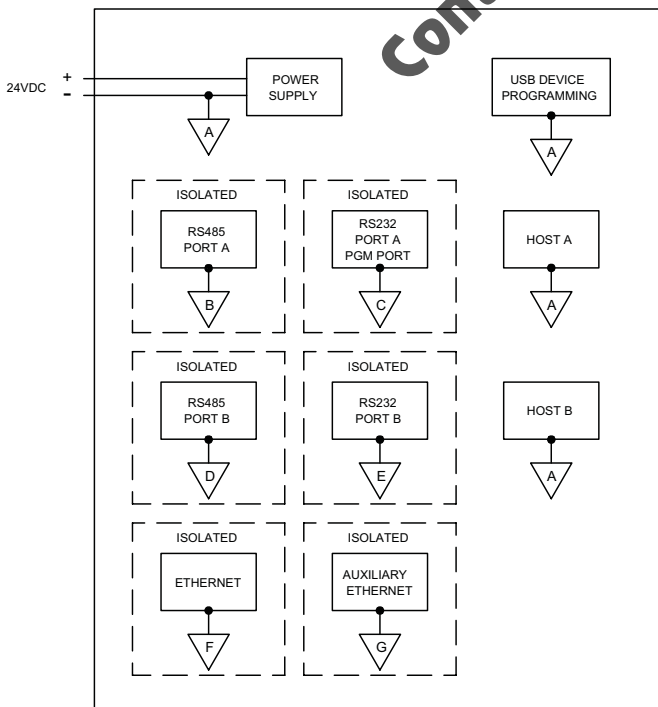 24VDC
+
-
POWER
SUPPLY
A
USB DEVICE
PROGRAMMING
A
ISOLATED
RS485
PORT A
B
ISOLATED
RS232
PORT A
PGM PORT
C
HOST A
A
ISOLATED
RS485
PORT B
D
ISOLATED
RS232
PORT B
E
HOST B
A
ISOLATED
ETHERNET
F
ISOLATED
AUXILIARY
ETHERNET
G